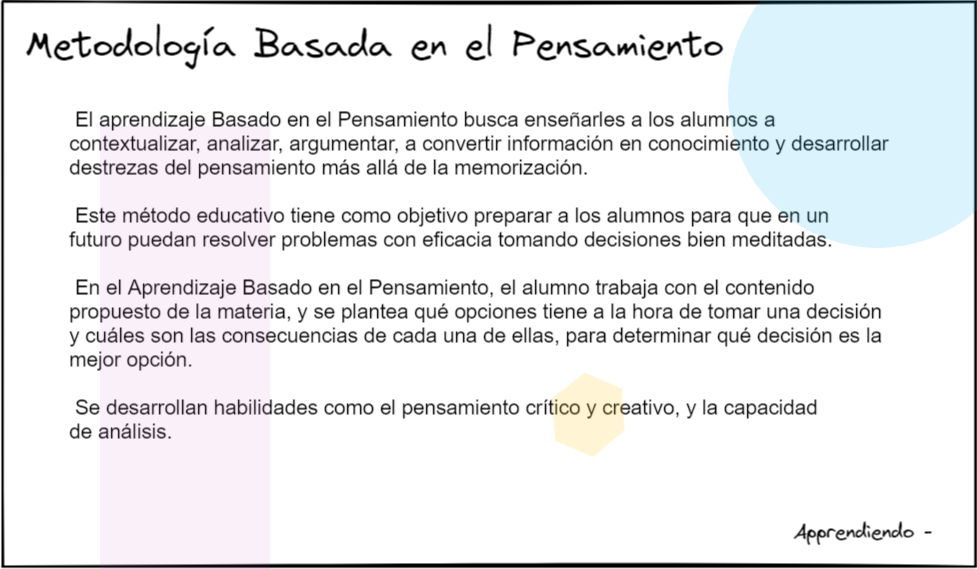 Metodología Basada en el Pensamiento
El aprendizaje Basado en el Pensamiento busca enseñarles a los alumnos a
contextualizar, analizar, argumentar, a convertir información en conocimiento y desarrollar
destrezas del pensamiento más allá de la memorización.
Este método educativo tiene como objetivo preparar a los alumnos para que en un
futuro puedan resolver problemas con eficacia tomando decisiones bien meditadas.
En el Aprendizaje Basado en el Pensamiento, el alumno trabaja con el contenido
propuesto de la materia, y se plantea qué opciones tiene a la hora de tomar una decisión
y cuáles son las consecuencias de cada una de ellas, para determinar qué decisión es la
mejor opción.
Se desarrollan habilidades como el pensamiento crítico y creativo, y la capacidad
de análisis.
Apprendiendo -